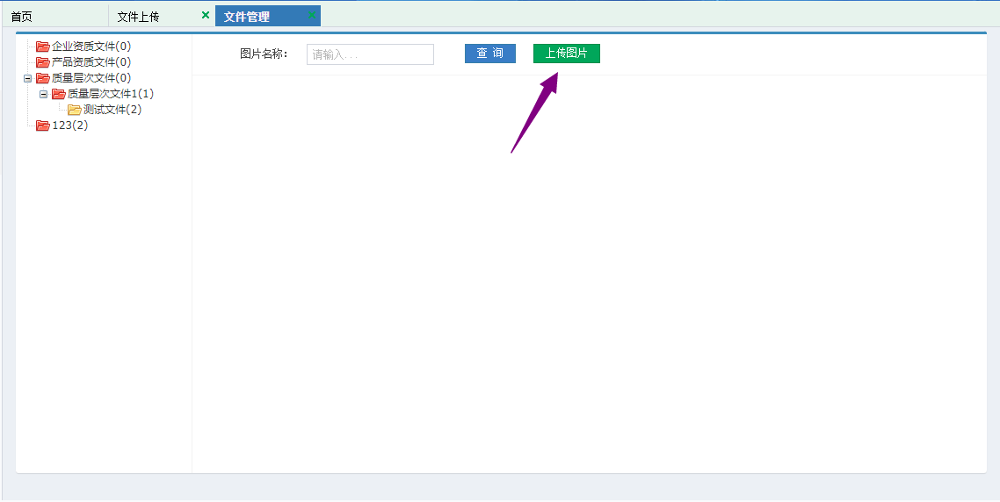 首页 文件上传 文件管理
企业资质文件(0)
产品资质文件(0)
质量层次文件(0)
质量层次文件1(1)
测试文件(2)
123(2)
图片名称： 请输入... 查 询 上传图片